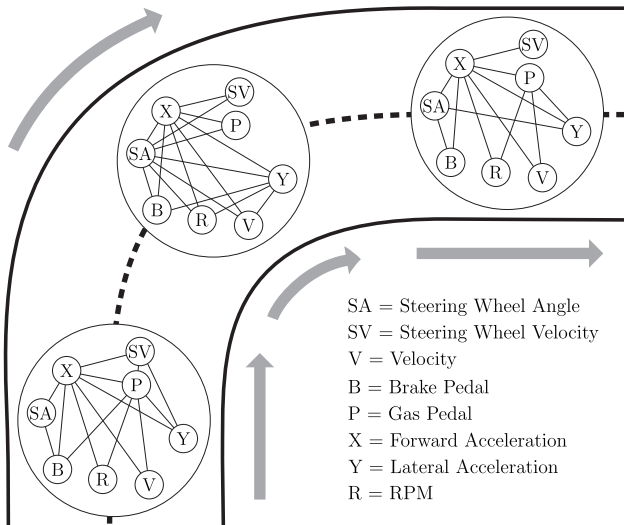 SV
X
P
SA
Y
B
R
V
SV
X
P
SA
Y
B
R
V
SV
X
P
SA
Y
B
R
V
SA = Steering Wheel Angle
SV = Steering Wheel Velocity
V = Velocity
B = Brake Pedal
P = Gas Pedal
X = Forward Acceleration
Y = Lateral Acceleration
R = RPM